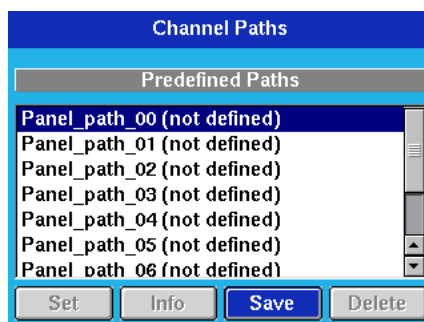 Channel Paths
Predefined Paths
Panel_path_00 (not defined)
Panel_path_01 (not defined)
Panel_path_02 (not defined)
Panel_path_03 (not defined)
Panel_path_04 (not defined)
Panel_path_05 (not defined)
Panel_path_06 (not defined)
Set Info Save Delete